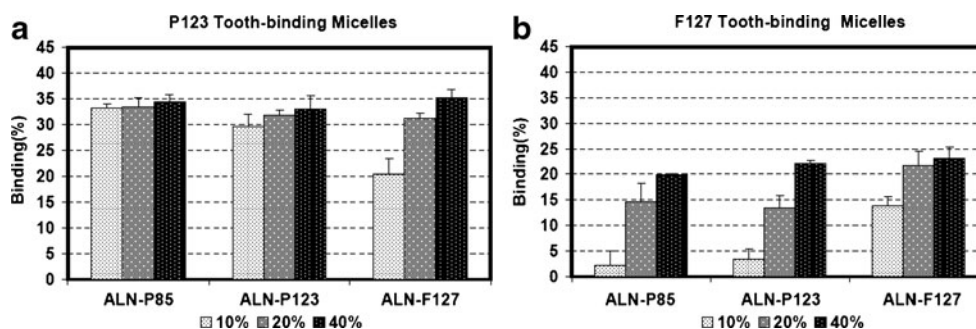 a
P123 Tooth-binding Micelles
Binding(%)
45
40
35
30
25
20
15
10
5
0
ALN-P85 ALN-P123 ALN-F127
10% 20% 40%
b
F127 Tooth-binding Micelles
Binding(%)
45
40
35
30
25
20
15
10
5
0
ALN-P85 ALN-P123 ALN-F127
10% 20% 40%